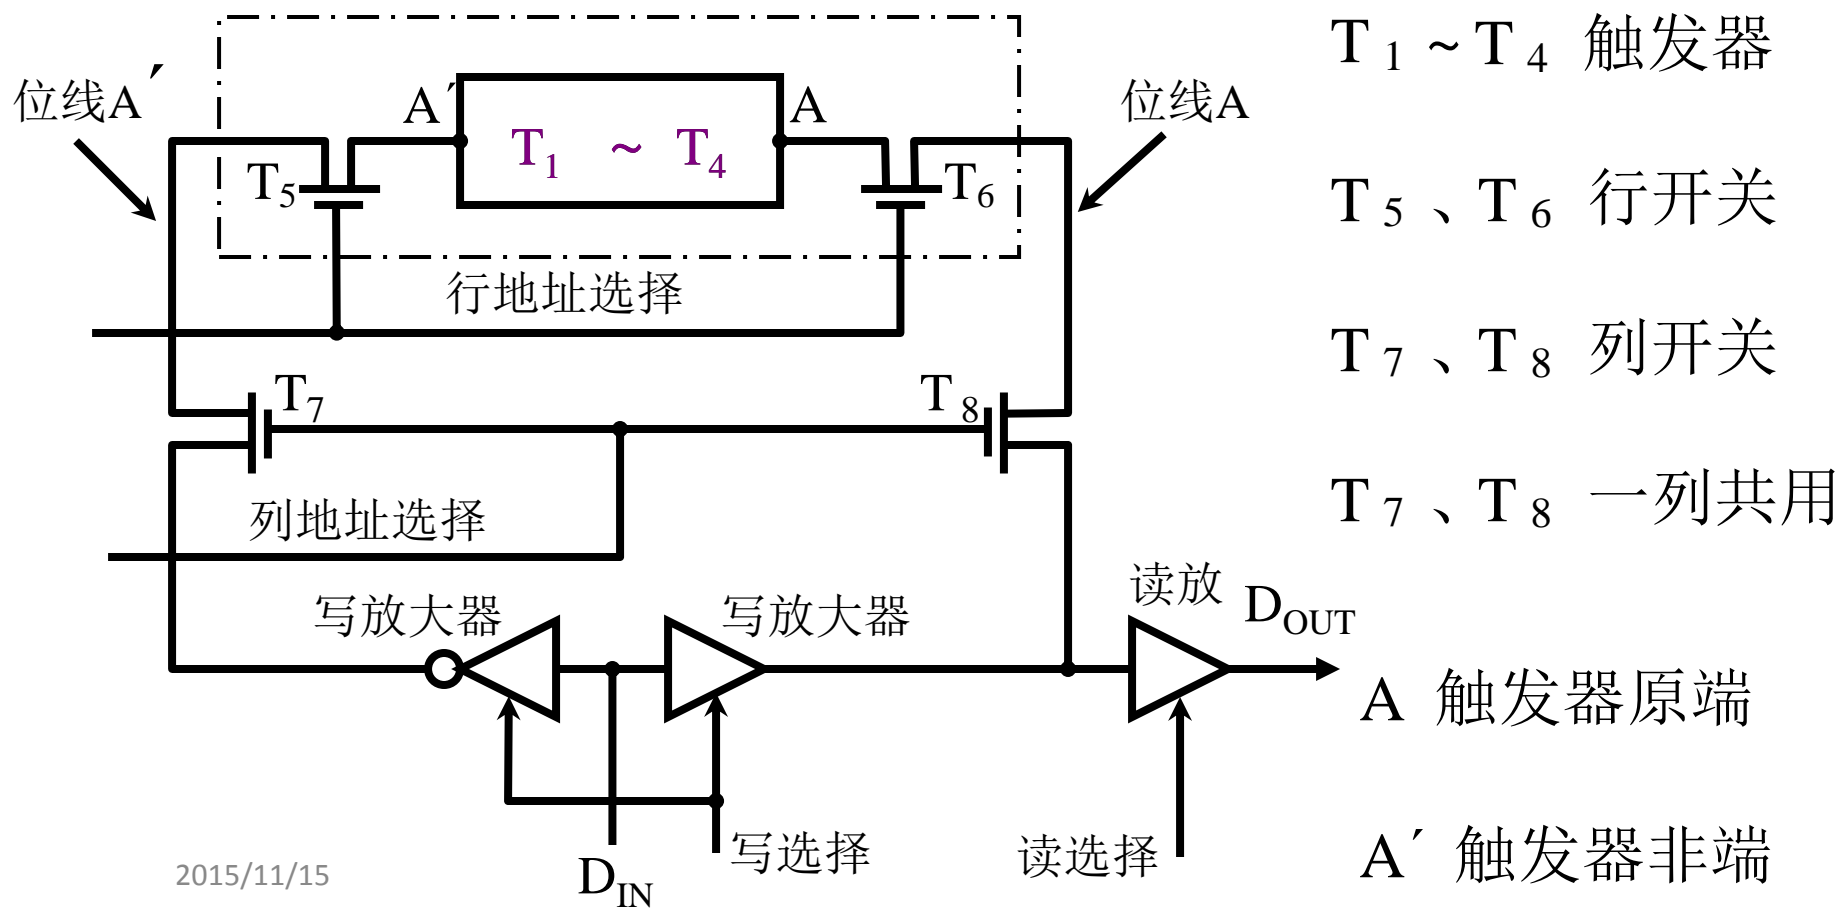 T1 ~ T4 触发器
位线A′
A′
A
位线A
T1 ~ T4
T5
T6
T5 、T6 行开关
行地址选择
T7 、T8 列开关
T7
T8
列地址选择
T7 、T8 一列共用
写放大器
写放大器
读放
DOUT
A 触发器原端
写选择
读选择
A′ 触发器非端
2015/11/15
DIN